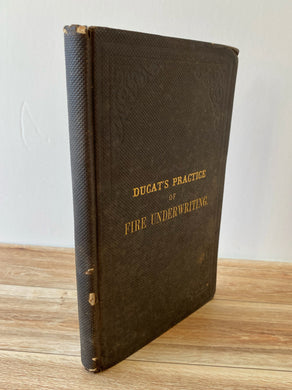 DUCAT'S PRACTICE
OF
FIRE UNDERWRITING.